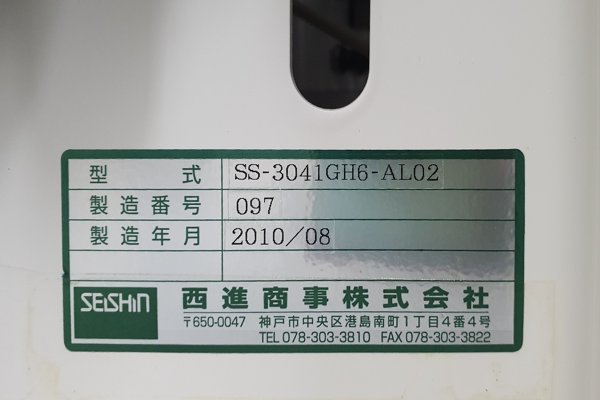 型 式 SS-3041GH6-AL02
製造番号 097
製造年月 2010/08
SEISHIN 西進商事株式会社
〒650-0047 神戸市中央区港島南町1丁目4番4号
TEL 078-303-3810 FAX 078-303-3822